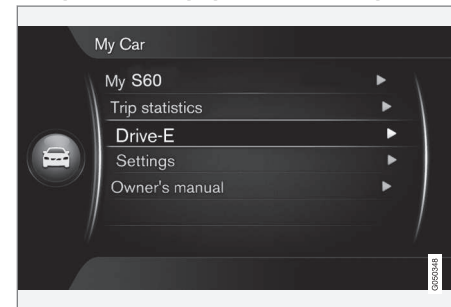 My Car
My S60
Trip statistics
Drive-E
Settings
Owner's manual
G050348